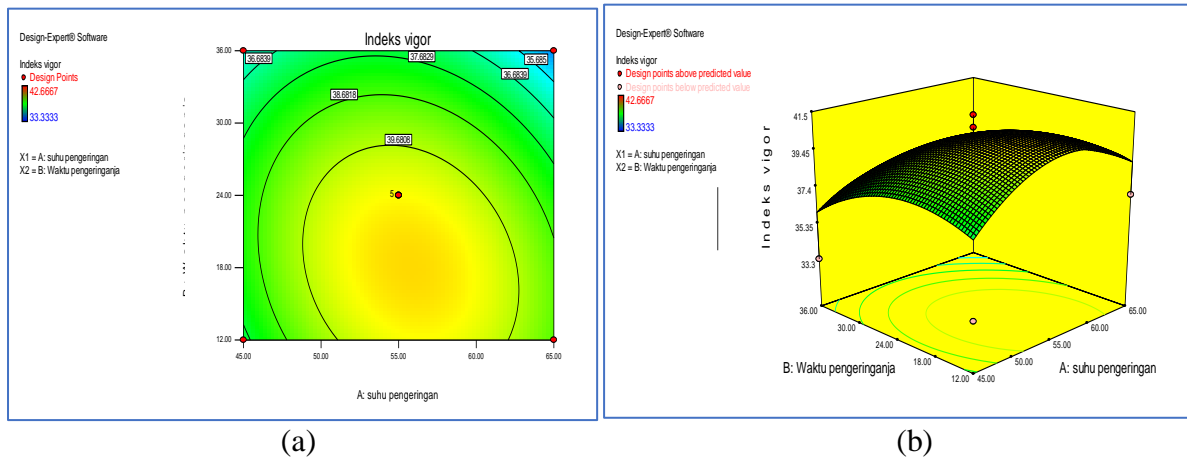 Design-Expert® Software
Indeks vigor
Design Points
42.6667
33.3333
X1 = A: suhu pengeringan
X2 = B: Waktu pengeringanja
Indeks vigor
36.00
30.00
24.00
18.00
12.00
36.6839
37.6829
35.685
36.6839
38.6818
39.6808
5
45.00 50.00 55.00 60.00 65.00
A: suhu pengeringan
(a)
Design-Expert® Software
Indeks vigor
Design points above predicted value
Design points below predicted value
42.6667
33.3333
X1 = A: suhu pengeringan
X2 = B: Waktu pengeringanja
Indeks vigor
41.5
39.45
37.4
35.35
33.3
36.00
30.00
24.00
18.00
12.00
45.00
50.00
55.00
60.00
65.00
B: Waktu pengeringanja
A: suhu pengeringan
(b)